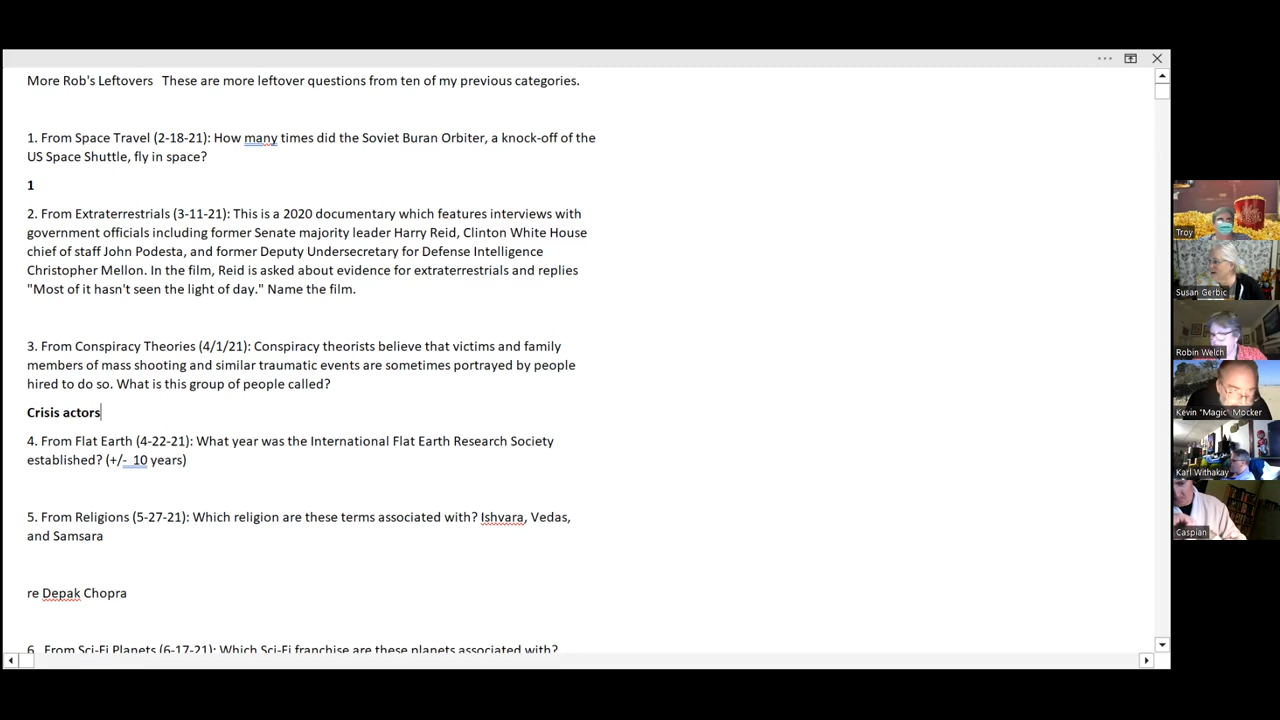 More Rob's Leftovers   These are more leftover questions from ten of my previous categories.
1. From Space Travel (2-18-21): How many times did the Soviet Buran Orbiter, a knock-off of the
US Space Shuttle, fly in space?
1
2. From Extraterrestrials (3-11-21): This is a 2020 documentary which features interviews with
government officials including former Senate majority leader Harry Reid, Clinton White House
chief of staff John Podesta, and former Deputy Undersecretary for Defense Intelligence
Christopher Mellon. In the film, Reid is asked about evidence for extraterrestrials and replies
"Most of it hasn't seen the light of day." Name the film.
3. From Conspiracy Theories (4/1/21): Conspiracy theorists believe that victims and family
members of mass shooting and similar traumatic events are sometimes portrayed by people
hired to do so. What is this group of people called?
Crisis actors
4. From Flat Earth (4-22-21): What year was the International Flat Earth Research Society
established? (+/-  10 years)
5. From Religions (5-27-21): Which religion are these terms associated with? Ishvara, Vedas,
and Samsara
re Depak Chopra
6. From Sci-Fi Planets (6-17-21): Which Sci-Fi franchise are these planets associated with?
Troy
Susan Gerbic
Robin Welch
Kevin "Magic" Mocker
Karl Withakay
Caspian